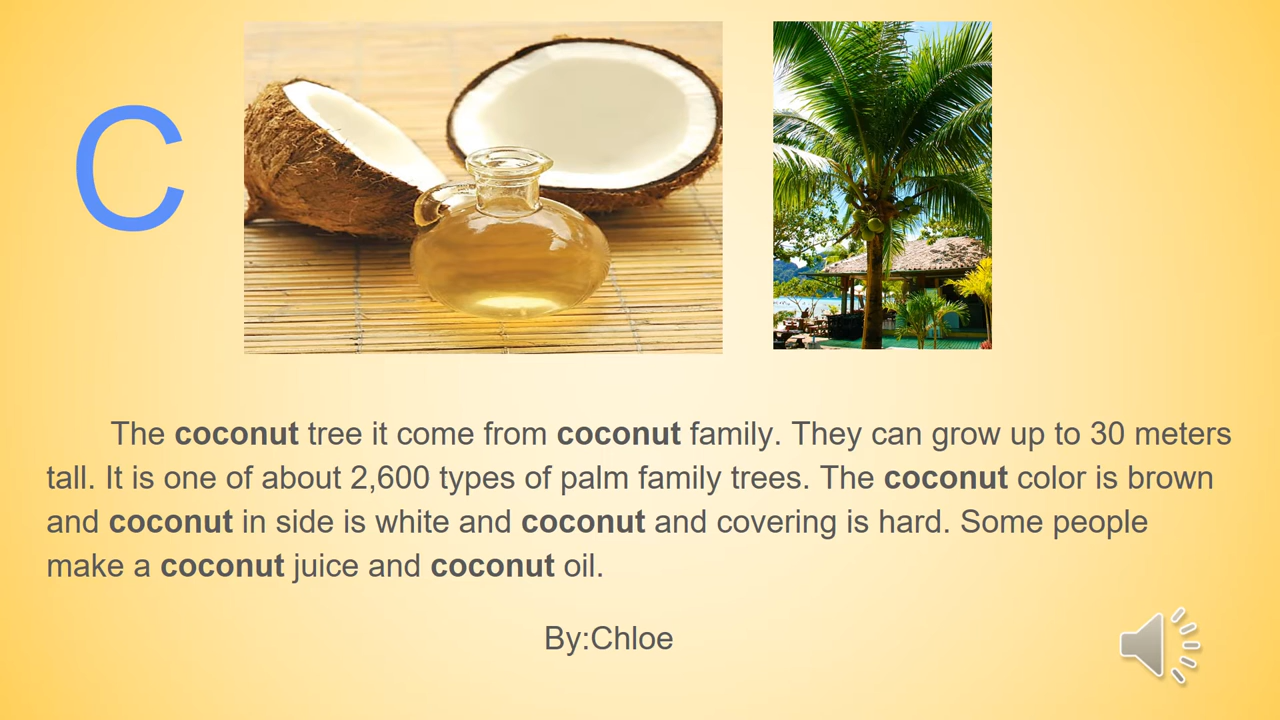 C
The coconut tree it come from coconut family. They can grow up to 30 meters
tall. It is one of about 2,600 types of palm family trees. The coconut color is brown
and coconut in side is white and coconut and covering is hard. Some people
make a coconut juice and coconut oil.
By:Chloe